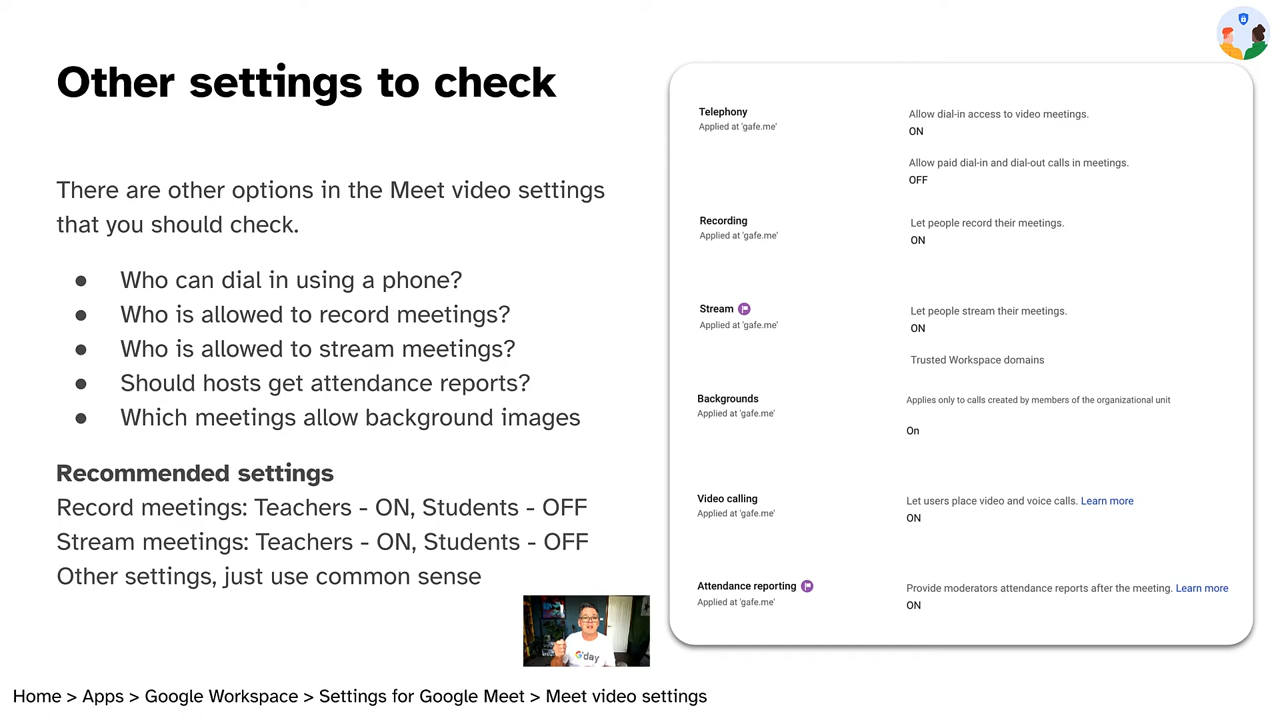 Other settings to check
There are other options in the Meet video settings
that you should check.
● Who can dial in using a phone?
● Who is allowed to record meetings?
● Who is allowed to stream meetings?
● Should hosts get attendance reports?
● Which meetings allow background images
Recommended settings
Record meetings: Teachers - ON, Students - OFF
Stream meetings: Teachers - ON, Students - OFF
Other settings, just use common sense
Telephony
Applied at 'gafe.me'
Allow dial-in access to video meetings.
ON
Allow paid dial-in and dial-out calls in meetings.
OFF
Recording
Applied at 'gafe.me'
Let people record their meetings.
ON
Stream
Applied at 'gafe.me'
Let people stream their meetings.
ON
Trusted Workspace domains
Backgrounds
Applied at 'gafe.me'
Applies only to calls created by members of the organizational unit
On
Video calling
Applied at 'gafe.me'
Let users place video and voice calls. Learn more
ON
Attendance reporting
Applied at 'gafe.me'
Provide moderators attendance reports after the meeting. Learn more
ON
G'day
Home > Apps > Google Workspace > Settings for Google Meet > Meet video settings